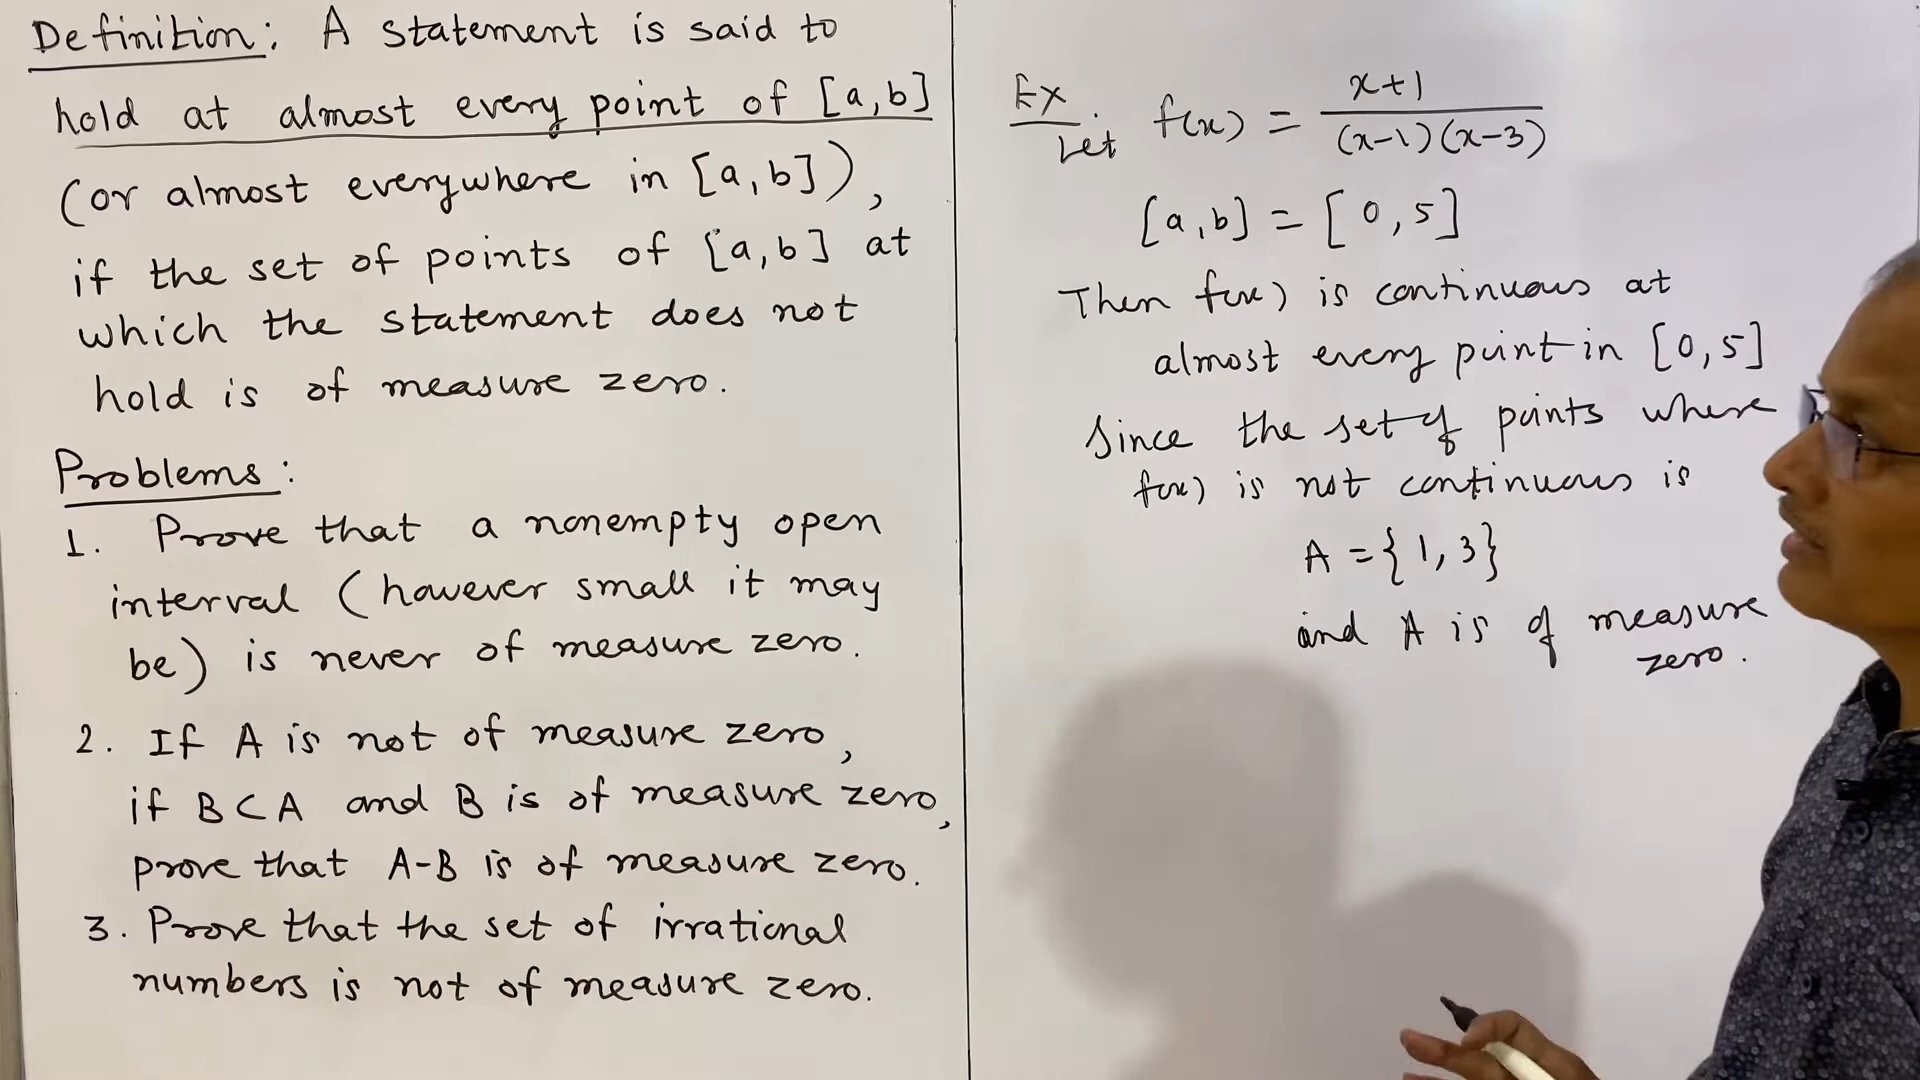 Definition: A statement is said to
hold at almost every point of [a,b]
(or almost everywhere in [a,b]),
if the set of points of [a,b] at
which the statement does not
hold is of measure zero.
Problems:
1. Prove that a nonempty open
interval (however small it may
be) is never of measure zero.
2. If A is not of measure zero,
if B⊂A and B is of measure zero,
prove that A-B is of measure zero.
3. Prove that the set of irrational
numbers is not of measure zero.
Ex. Let f(x) = (x+1)/((x-1)(x-3))
[a,b] = [0,5]
Then f(x) is continuous at
almost every point in [0,5]
Since the set of points where
f(x) is not continuous is
A = {1,3}
and A is of measure
zero.